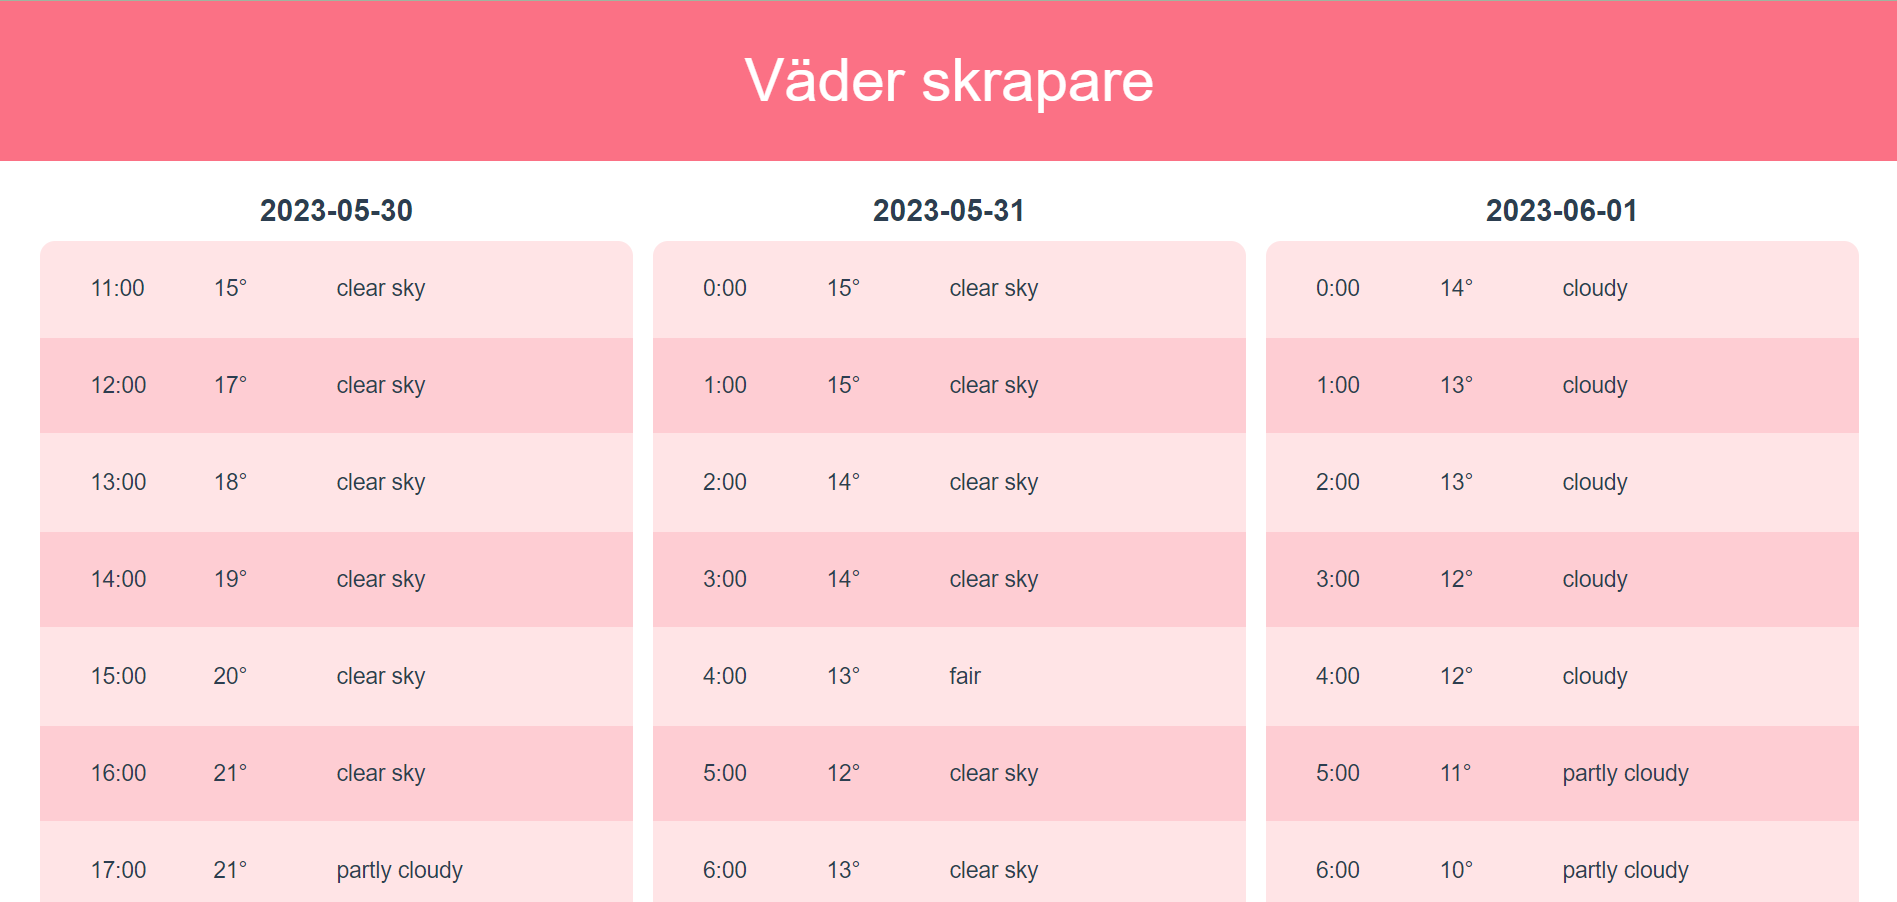 Väder skrapare
2023-05-30
11:00 15° clear sky
12:00 17° clear sky
13:00 18° clear sky
14:00 19° clear sky
15:00 20° clear sky
16:00 21° clear sky
17:00 21° partly cloudy
2023-05-31
0:00 15° clear sky
1:00 15° clear sky
2:00 14° clear sky
3:00 14° clear sky
4:00 13° fair
5:00 12° clear sky
6:00 13° clear sky
2023-06-01
0:00 14° cloudy
1:00 13° cloudy
2:00 13° cloudy
3:00 12° cloudy
4:00 12° cloudy
5:00 11° partly cloudy
6:00 10° partly cloudy